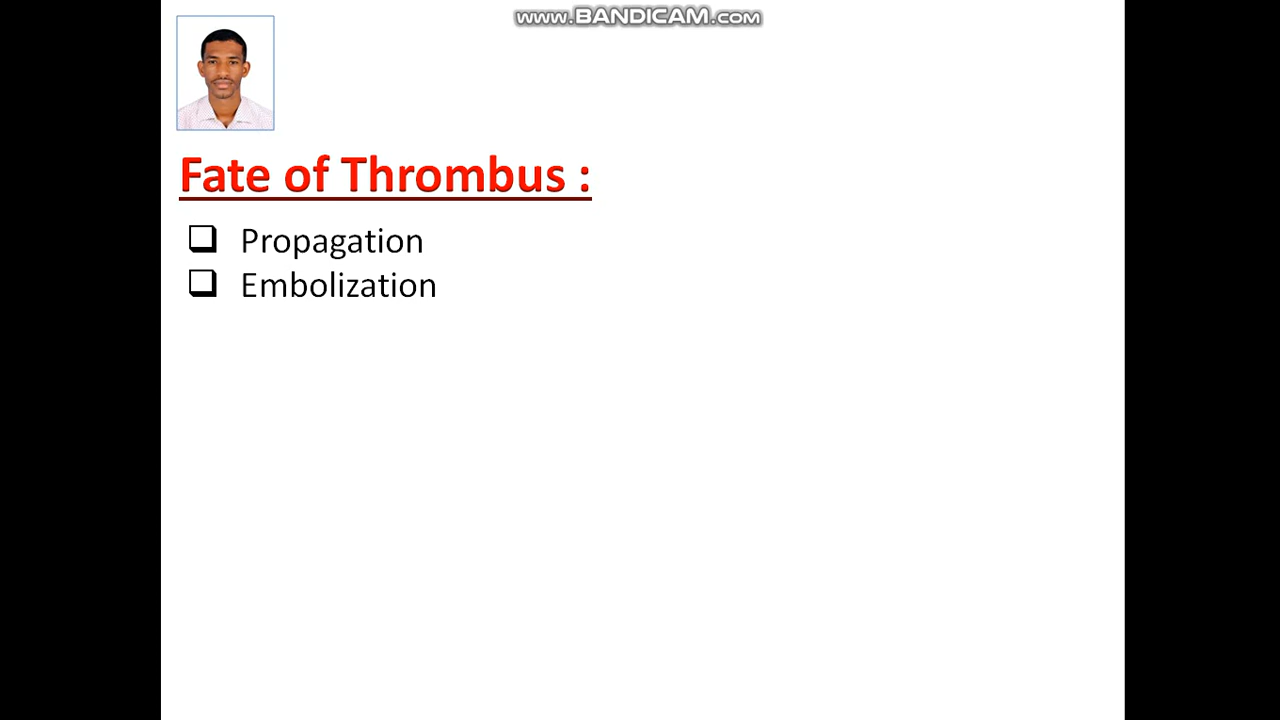 www.BANDICAM.com
Fate of Thrombus :
Propagation
Embolization